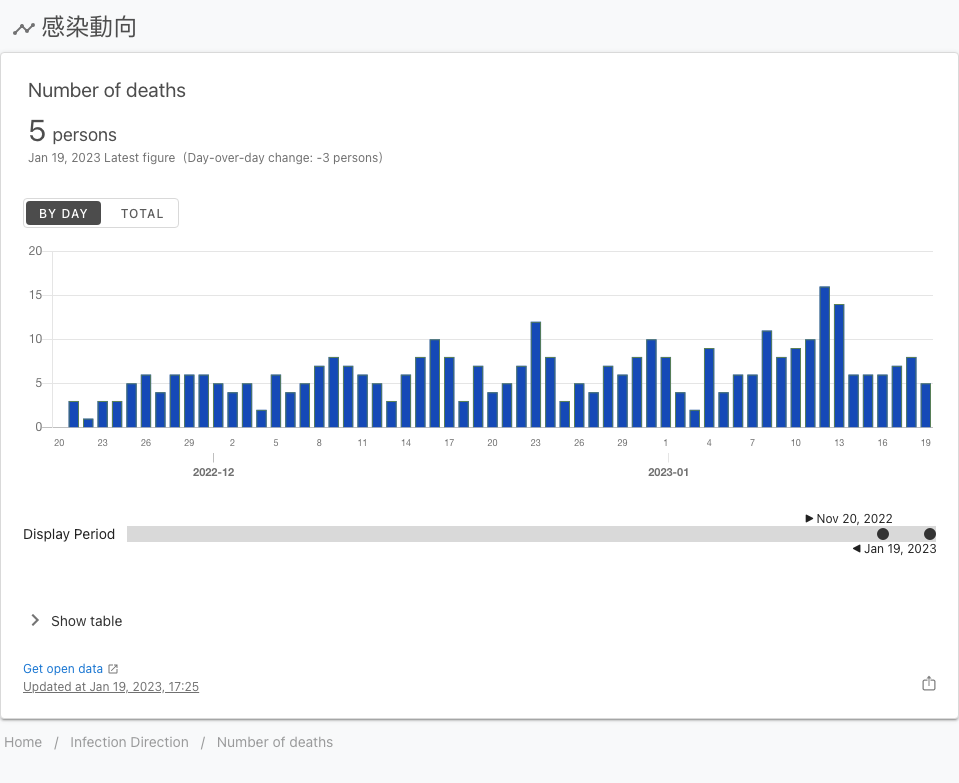 感染動向
Number of deaths
5 persons
Jan 19, 2023 Latest figure (Day-over-day change: -3 persons)
BY DAY TOTAL
20
15
10
5
0
20 23 26 29 2 5 8 11 14 17 20 23 26 29 1 4 7 10 13 16 19
2022-12 2023-01
Nov 20, 2022
Display Period
Jan 19, 2023
Show table
Get open data
Updated at Jan 19, 2023, 17:25
Home / Infection Direction / Number of deaths